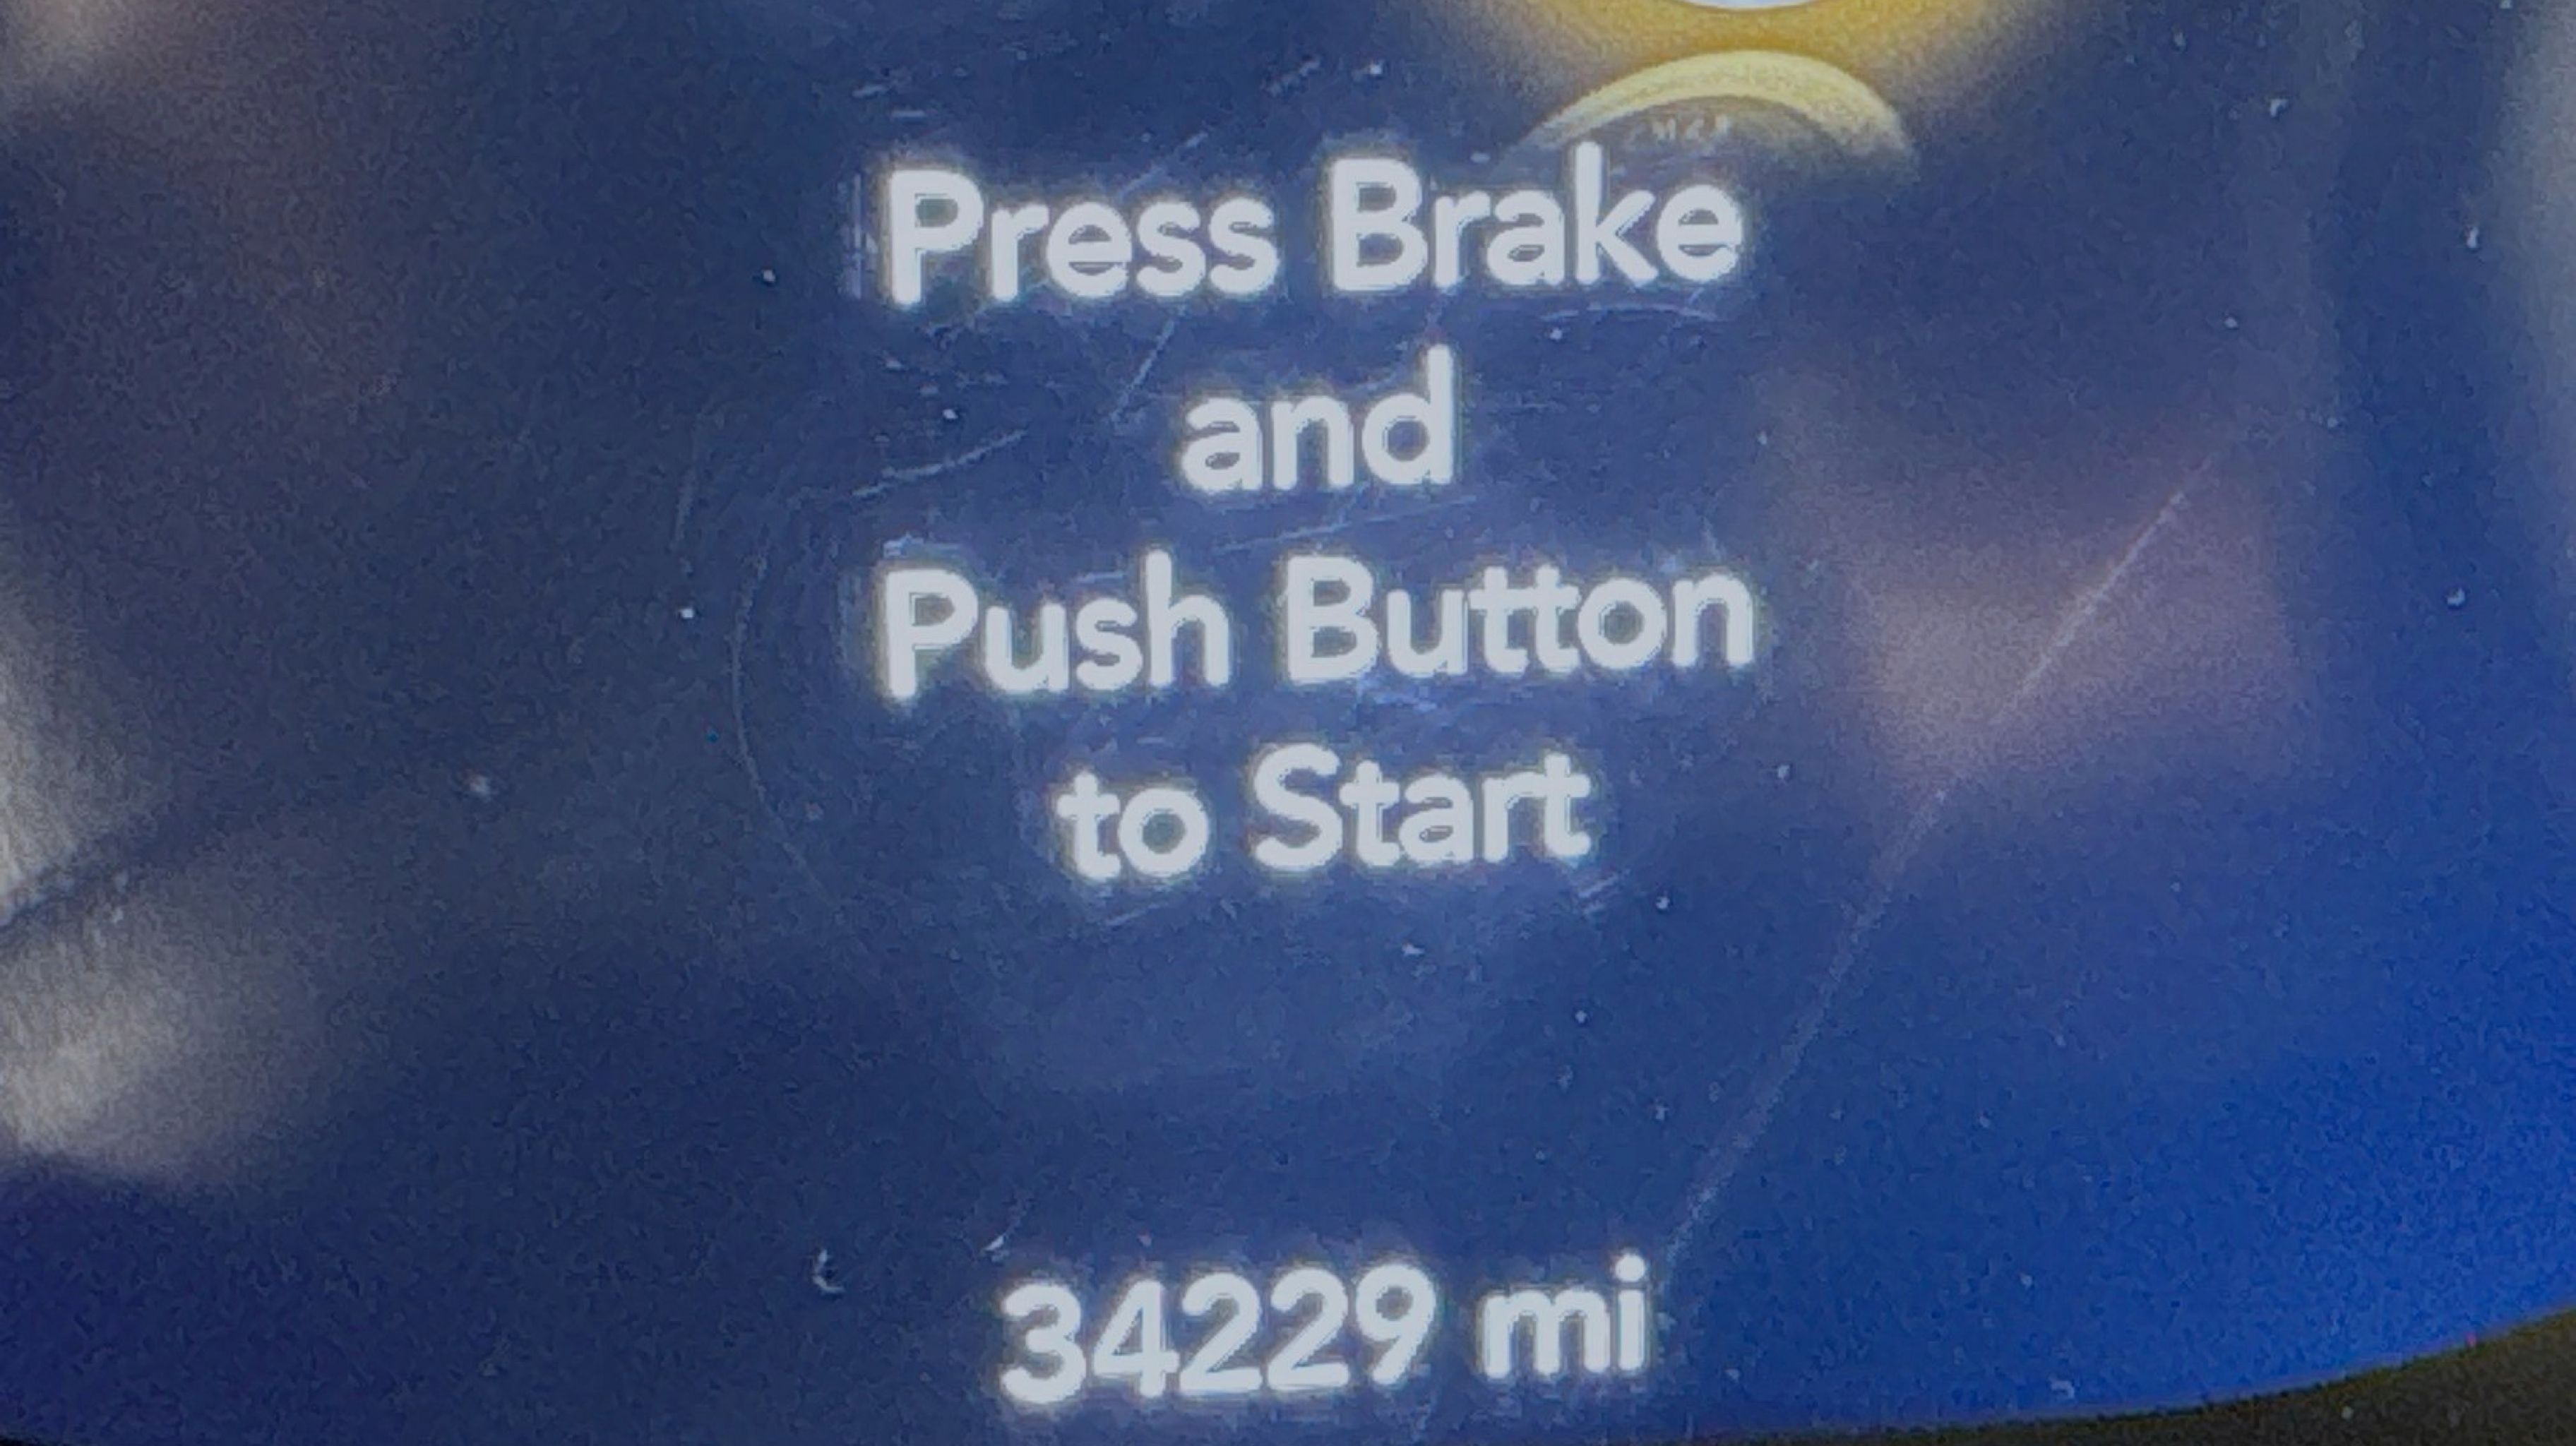 Press Brake
and
Push Button
to Start
34229 mi